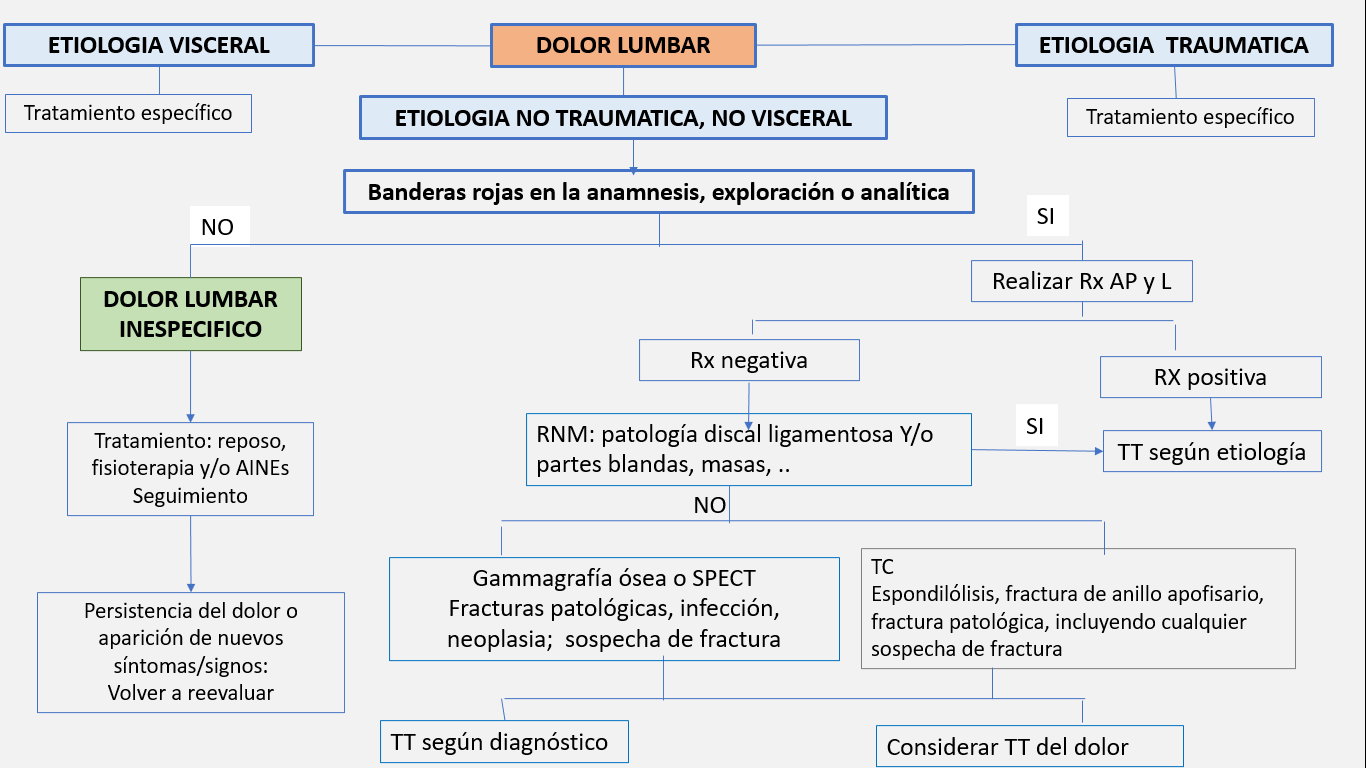 ETIOLOGIA VISCERAL
DOLOR LUMBAR
ETIOLOGIA TRAUMATICA
Tratamiento específico
ETIOLOGIA NO TRAUMATICA, NO VISCERAL
Tratamiento específico
Banderas rojas en la anamnesis, exploración o analítica
NO
SI
DOLOR LUMBAR
INESPECIFICO
Realizar Rx AP y L
Rx negativa
RX positiva
Tratamiento: reposo,
fisioterapia y/o AINEs
Seguimiento
RNM: patología discal ligamentosa Y/o
partes blandas, masas, ..
SI
TT según etiología
NO
Persistencia del dolor o
aparición de nuevos
síntomas/signos:
Volver a reevaluar
Gammagrafía ósea o SPECT
Fracturas patológicas, infección,
neoplasia; sospecha de fractura
TC
Espondilólisis, fractura de anillo apofisario,
fractura patológica, incluyendo cualquier
sospecha de fractura
TT según diagnóstico
Considerar TT del dolor